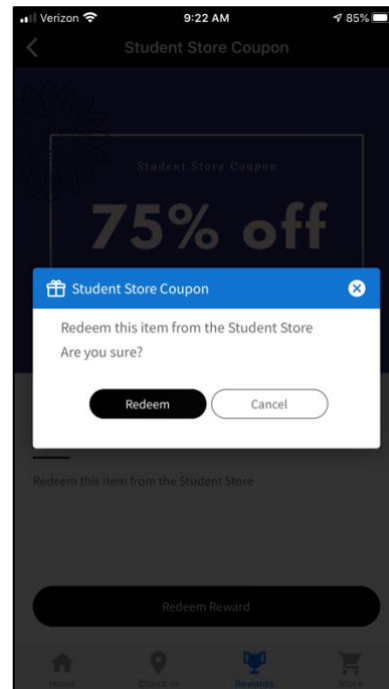 Verizon 9:22 AM 85%
Student Store Coupon
Student Store Coupon
75% off
Student Store Coupon
Redeem this item from the Student Store
Are you sure?
Redeem Cancel
Redeem this item from the Student Store
Redeem Reward
Home Check in Rewards Store